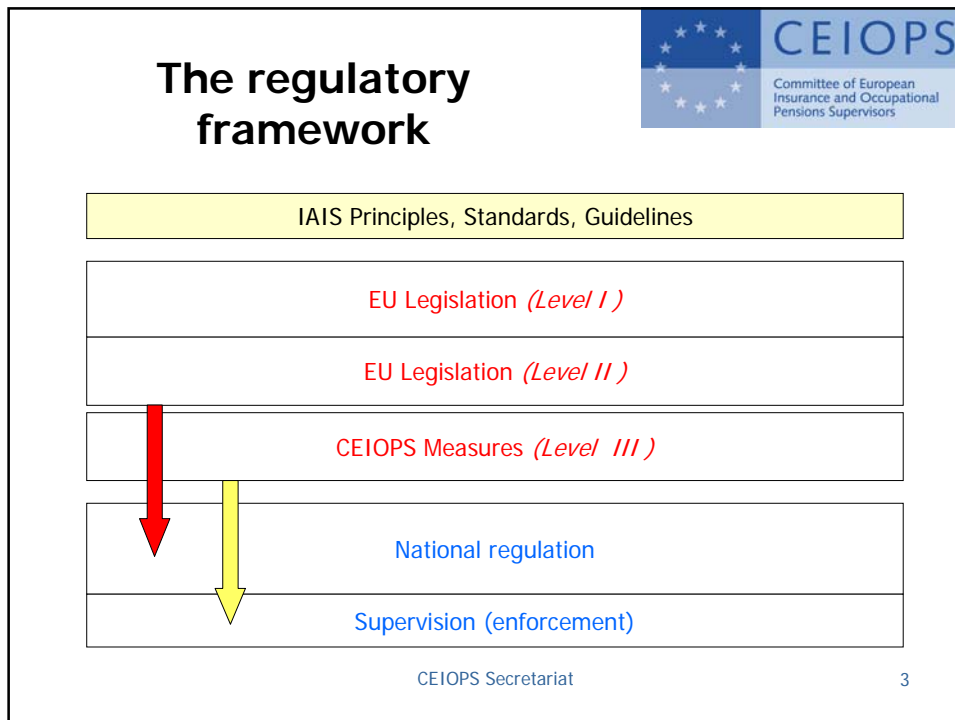 The regulatory
framework
CEIOPS
Committee of European
Insurance and Occupational
Pensions Supervisors
IAIS Principles, Standards, Guidelines
EU Legislation (Level I )
EU Legislation (Level II )
CEIOPS Measures (Level III )
National regulation
Supervision (enforcement)
CEIOPS Secretariat
3